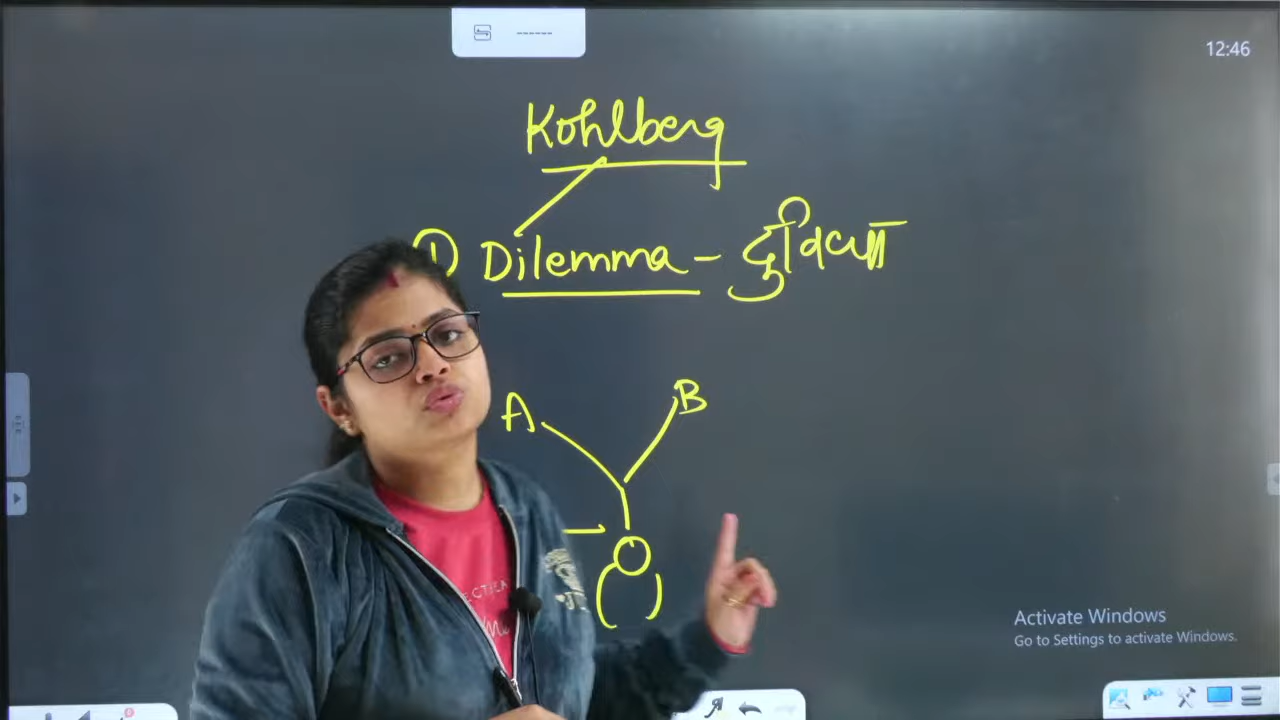 12:46
Kohlberg
① Dilemma - दुविधा
A B
Activate Windows
Go to Settings to activate Windows.